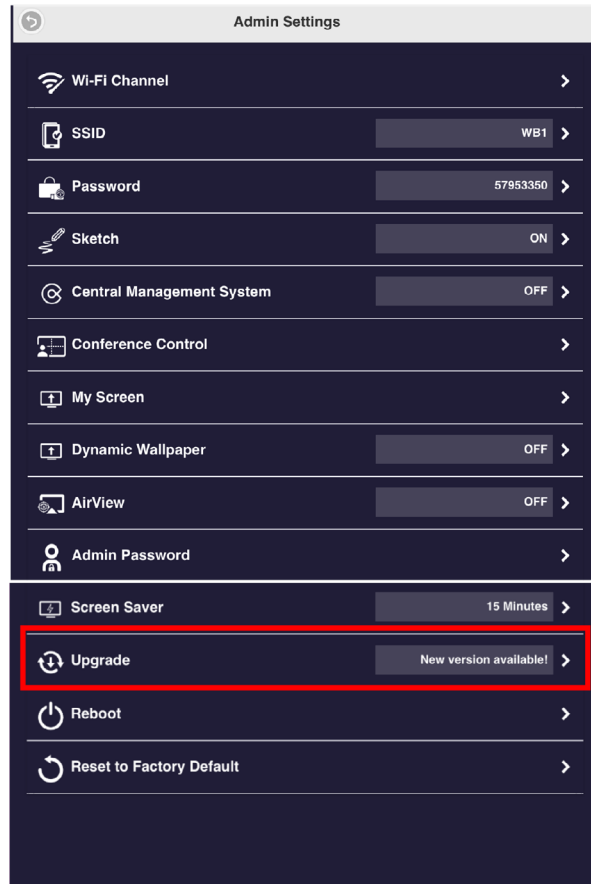 Admin Settings
Wi-Fi Channel
SSID WB1
Password 57953350
Sketch ON
Central Management System OFF
Conference Control
My Screen
Dynamic Wallpaper OFF
AirView OFF
Admin Password
Screen Saver 15 Minutes
Upgrade New version available!
Reboot
Reset to Factory Default